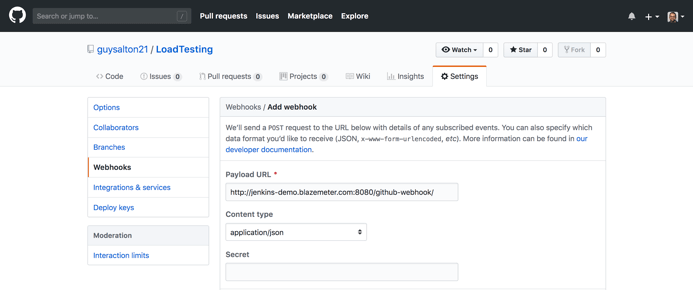 Search or jump to... / Pull requests Issues Marketplace Explore
guysalton21 / LoadTesting Watch 0 Star 0 Fork 0
Code Issues 0 Pull requests 0 Projects 0 Wiki Insights Settings
Options
Collaborators
Branches
Webhooks
Integrations & services
Deploy keys
Moderation
Interaction limits
Webhooks / Add webhook
We'll send a POST request to the URL below with details of any subscribed events. You can also specify which
data format you'd like to receive (JSON, x-www-form-urlencoded, etc). More information can be found in our
developer documentation.
Payload URL *
http://jenkins-demo.blazemeter.com:8080/github-webhook/
Content type
application/json
Secret